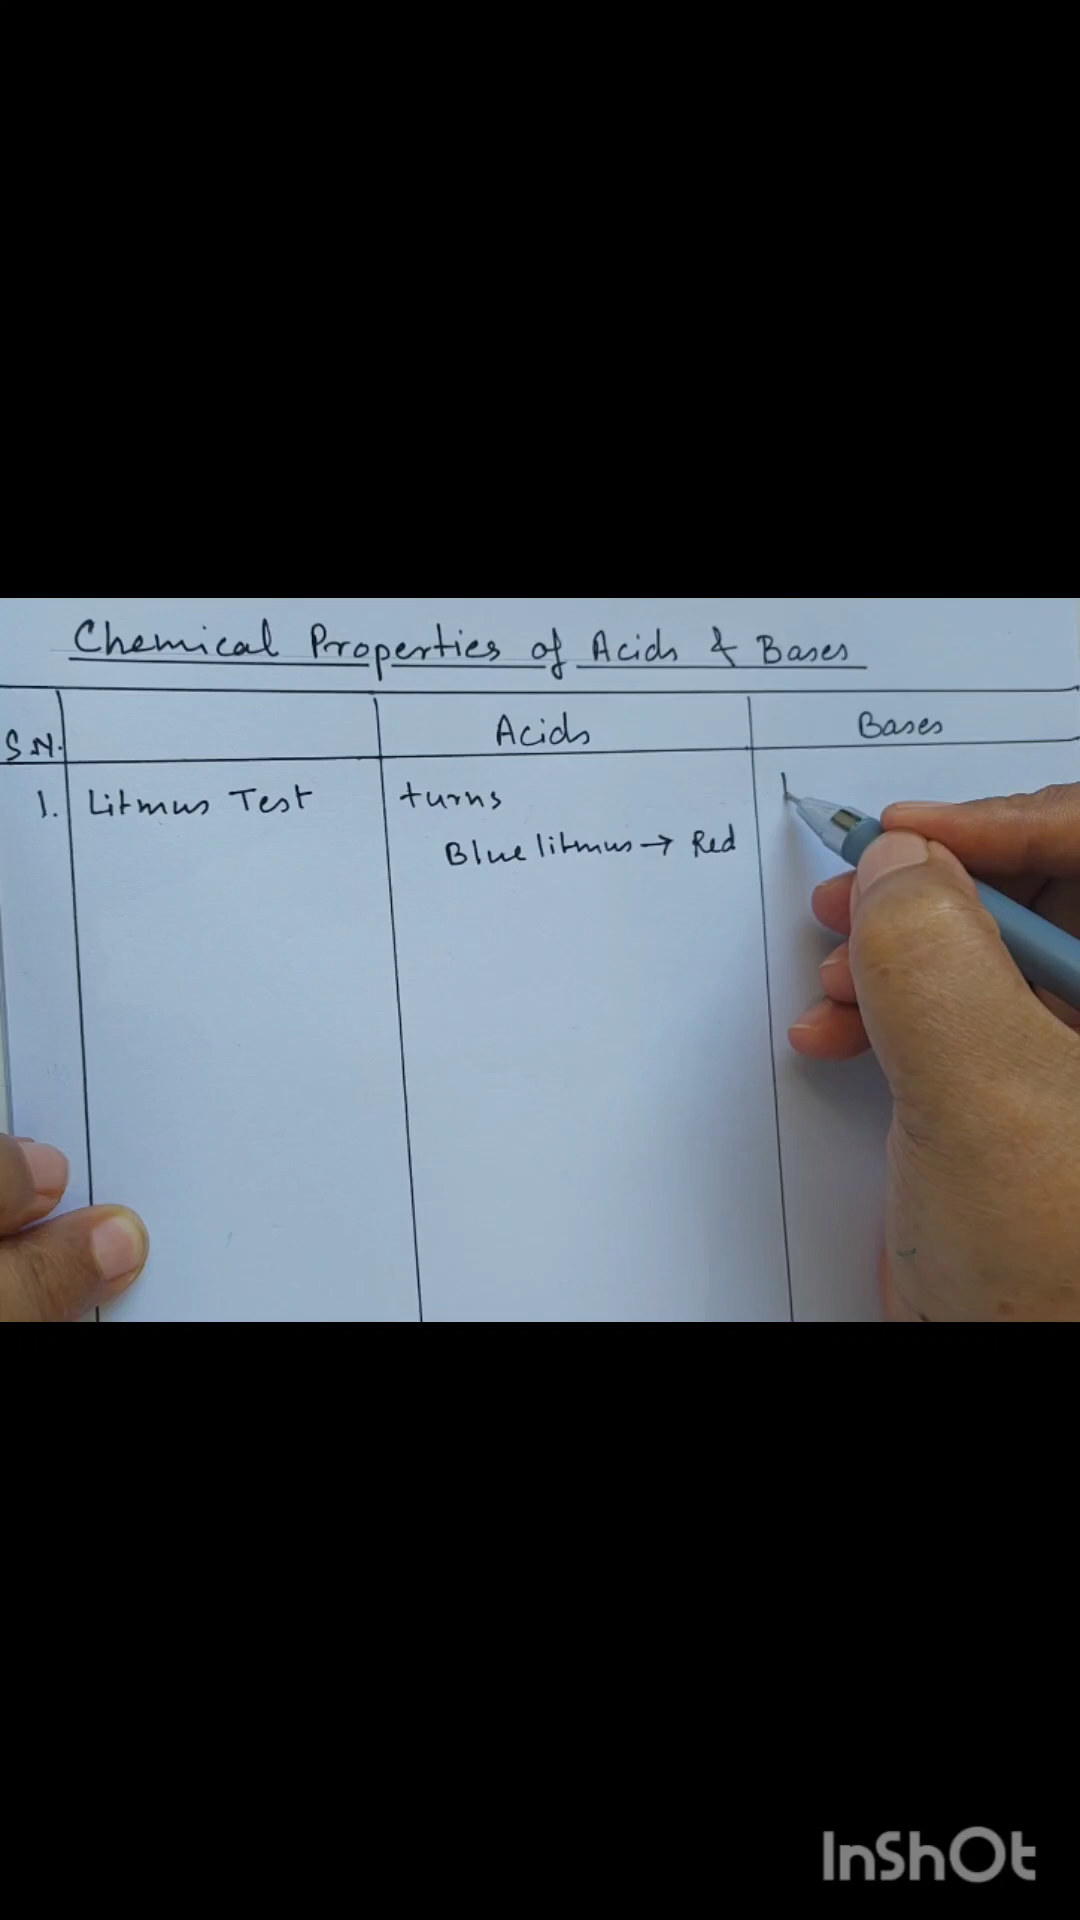 Chemical Properties of Acids & Bases
S.N. Acids Bases
1. Litmus Test turns
Blue litmus → Red
InShOt